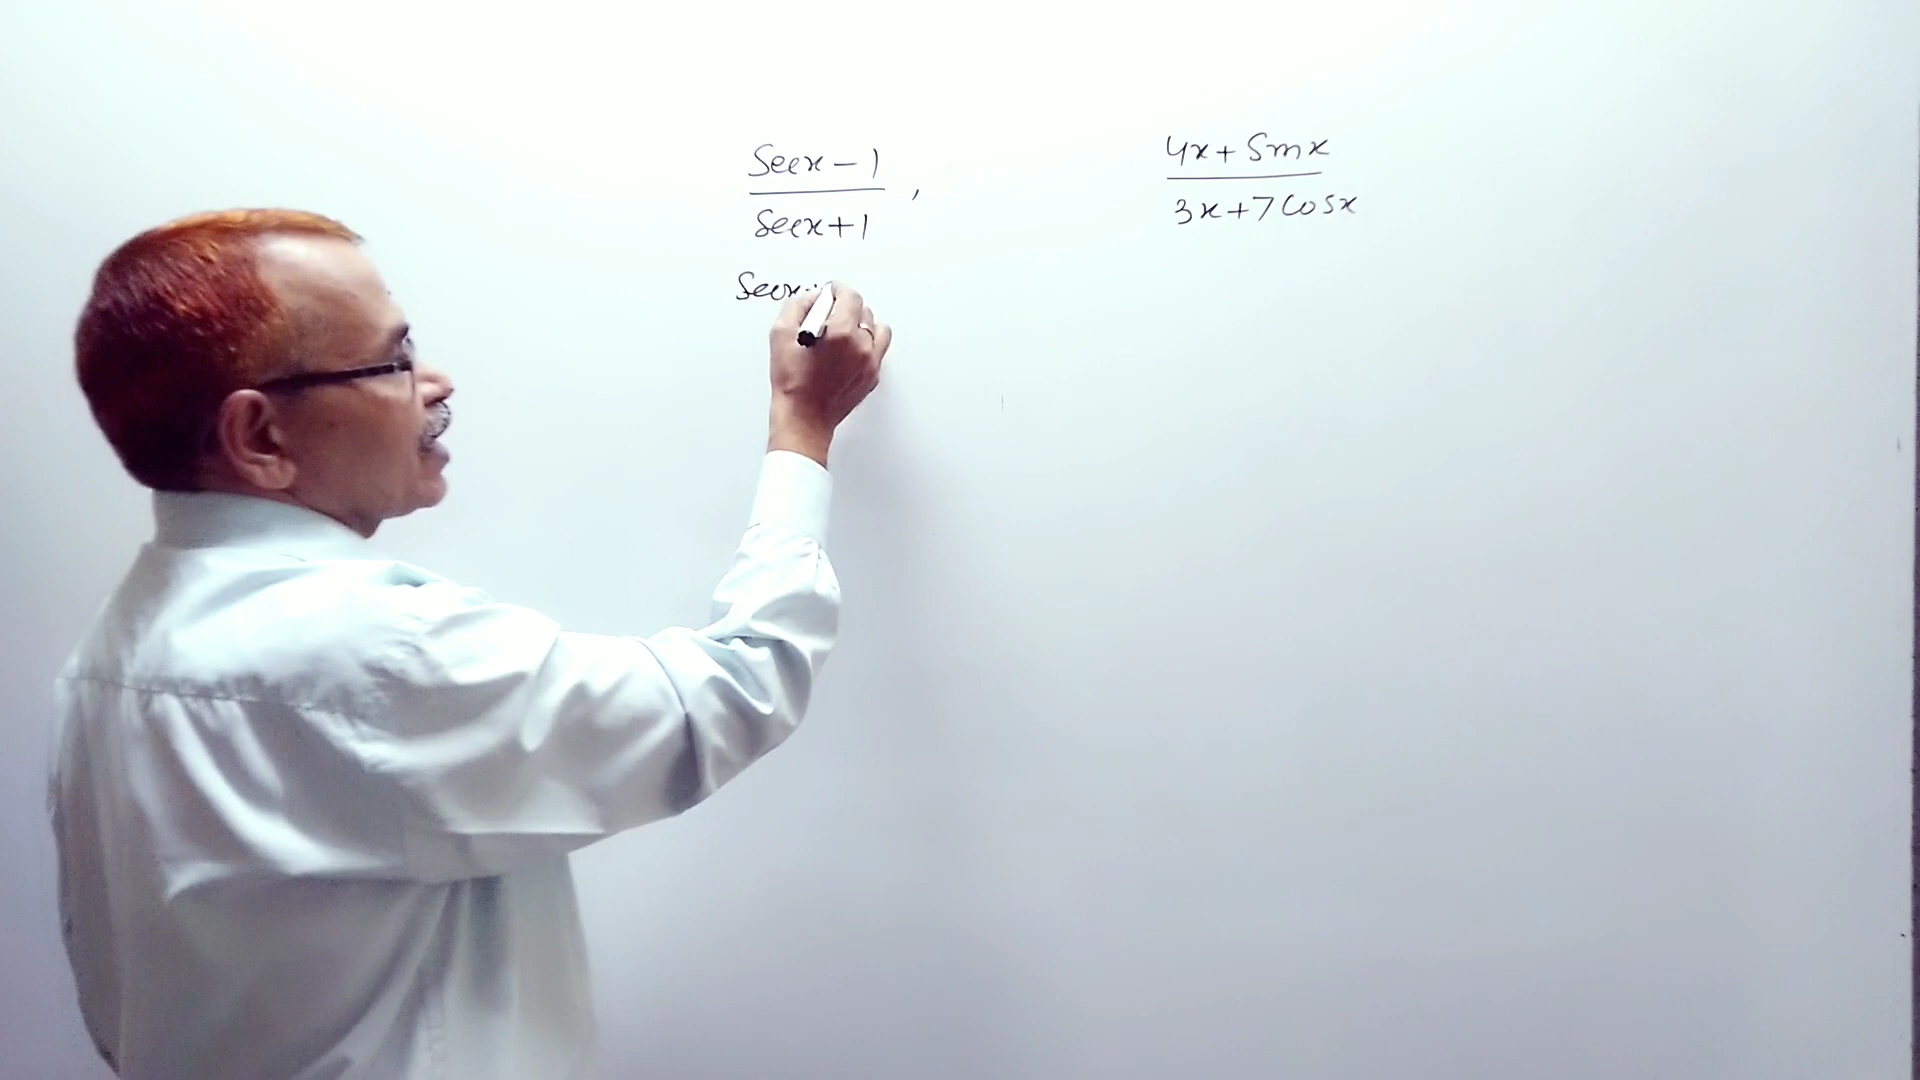 Secx - 1
Secx + 1
,
4x + Sinx
3x + 7 Cosx
Secx